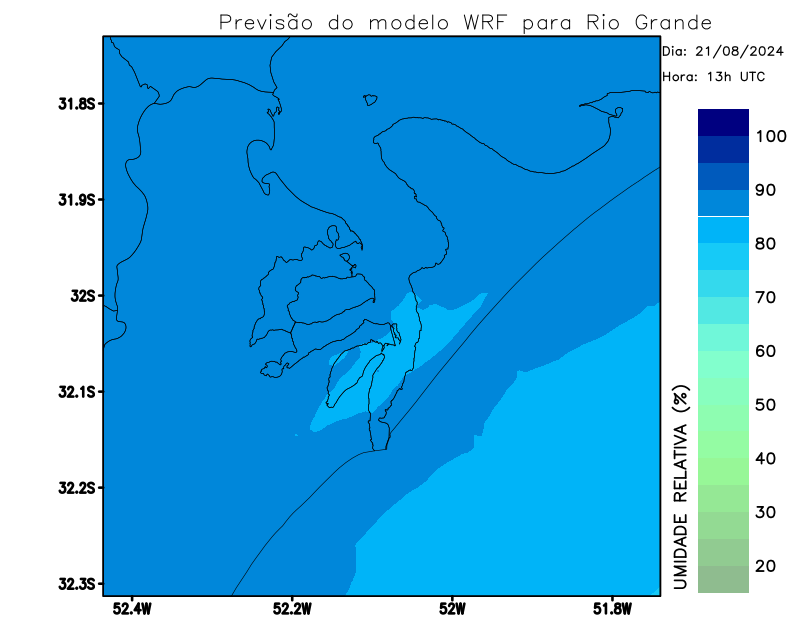 Previsão do modelo WRF para Rio Grande
Dia: 21/08/2024
Hora: 13h UTC
31.8S
31.9S
32S
32.1S
32.2S
32.3S
52.4W
52.2W
52W
51.8W
100
90
80
70
60
50
40
30
20
UMIDADE RELATIVA (%)